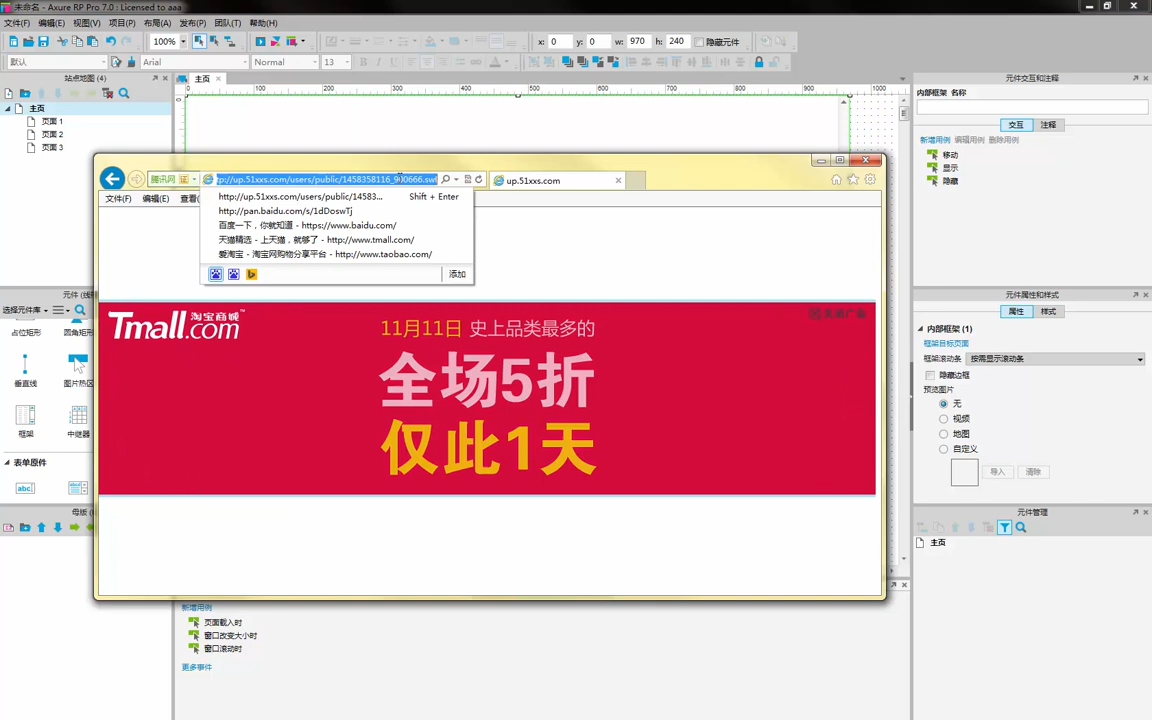 未命名 - Axure RP Pro 7.0 : Licensed to aaa
文件(F) 编辑(E) 视图(V) 项目(P) 布局(A) 发布(P) 团队(T) 帮助(H)
100% x: 0 y: 0 w: 970 h: 240 隐藏元件
默认 Arial Normal 13
站点地图 (4)
主页
页面 1
页面 2
页面 3
主页
0 100 200 300 400 500 600 700 800 900 1000
元件交互和注释
内部框架 名称
交互 注释
新增用例 编辑用例 删除用例
移动
显示
隐藏
腾讯网 证 tp://up.51xxs.com/users/public/1458358116_900666.swf
up.51xxs.com
文件(F) 编辑(E) 查看
http://up.51xxs.com/users/public/14583... Shift + Enter
http://pan.baidu.com/s/1dDoswTj
百度一下，你就知道 - https://www.baidu.com/
天猫精选 - 上天猫，就够了 - http://www.tmall.com/
爱淘宝 - 淘宝网购物分享平台 - http://www.taobao.com/
添加
Tmall.com 淘宝商城
11月11日 史上品类最多的
全场5折
仅此1天
元件 (线
选择元件库
占位矩形 圆角矩形
垂直线 图片热区
框架 中继器
表单原件
abc
母版 (
元件属性和样式
属性 样式
内部框架 (1)
框架目标页面
框架滚动条 按需显示滚动条
隐藏边框
预览图片
无
视频
地图
自定义
导入 清除
元件管理
主页
新增用例
页面载入时
窗口改变大小时
窗口滚动时
更多事件